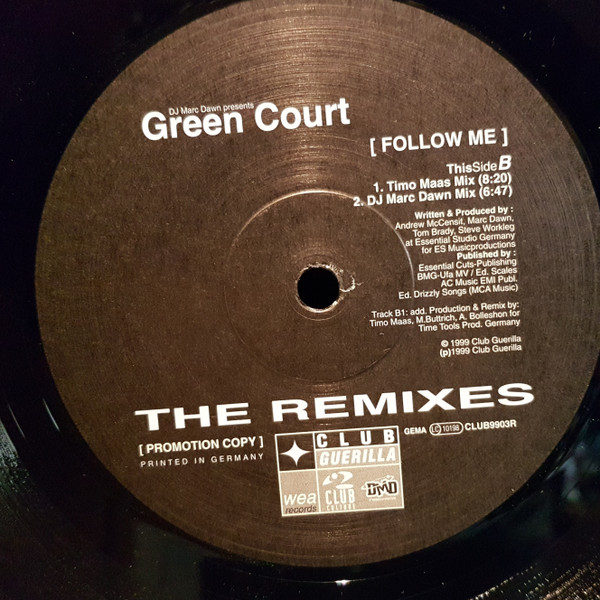 DJ Marc Dawn presents
Green Court
[ FOLLOW ME ]
ThisSide B
1. Timo Maas Mix (8:20)
2. DJ Marc Dawn Mix (6:47)
Written & Produced by :
Andrew McCensit, Marc Dawn,
Tom Brady, Steve Workleg
at Essential Studio Germany
for ES Musicproductions
Published by :
Essential Cuts-Publishing
BMG-Ufa MV / Ed. Scales
AC Music EMI Publ.
Ed. Drizzly Songs (MCA Music)
Track B1: add. Production & Remix by:
Timo Maas, M.Buttrich, A. Bolleshon for
Time Tools Prod. Germany
© 1999 Club Guerilla
(p)1999 Club Guerilla
THE REMIXES
[ PROMOTION COPY ]
PRINTED IN GERMANY
CLUB
GUERILLA
GEMA LC 10198 CLUB9903R
wea
records
CLUB
CULTURE
DMD